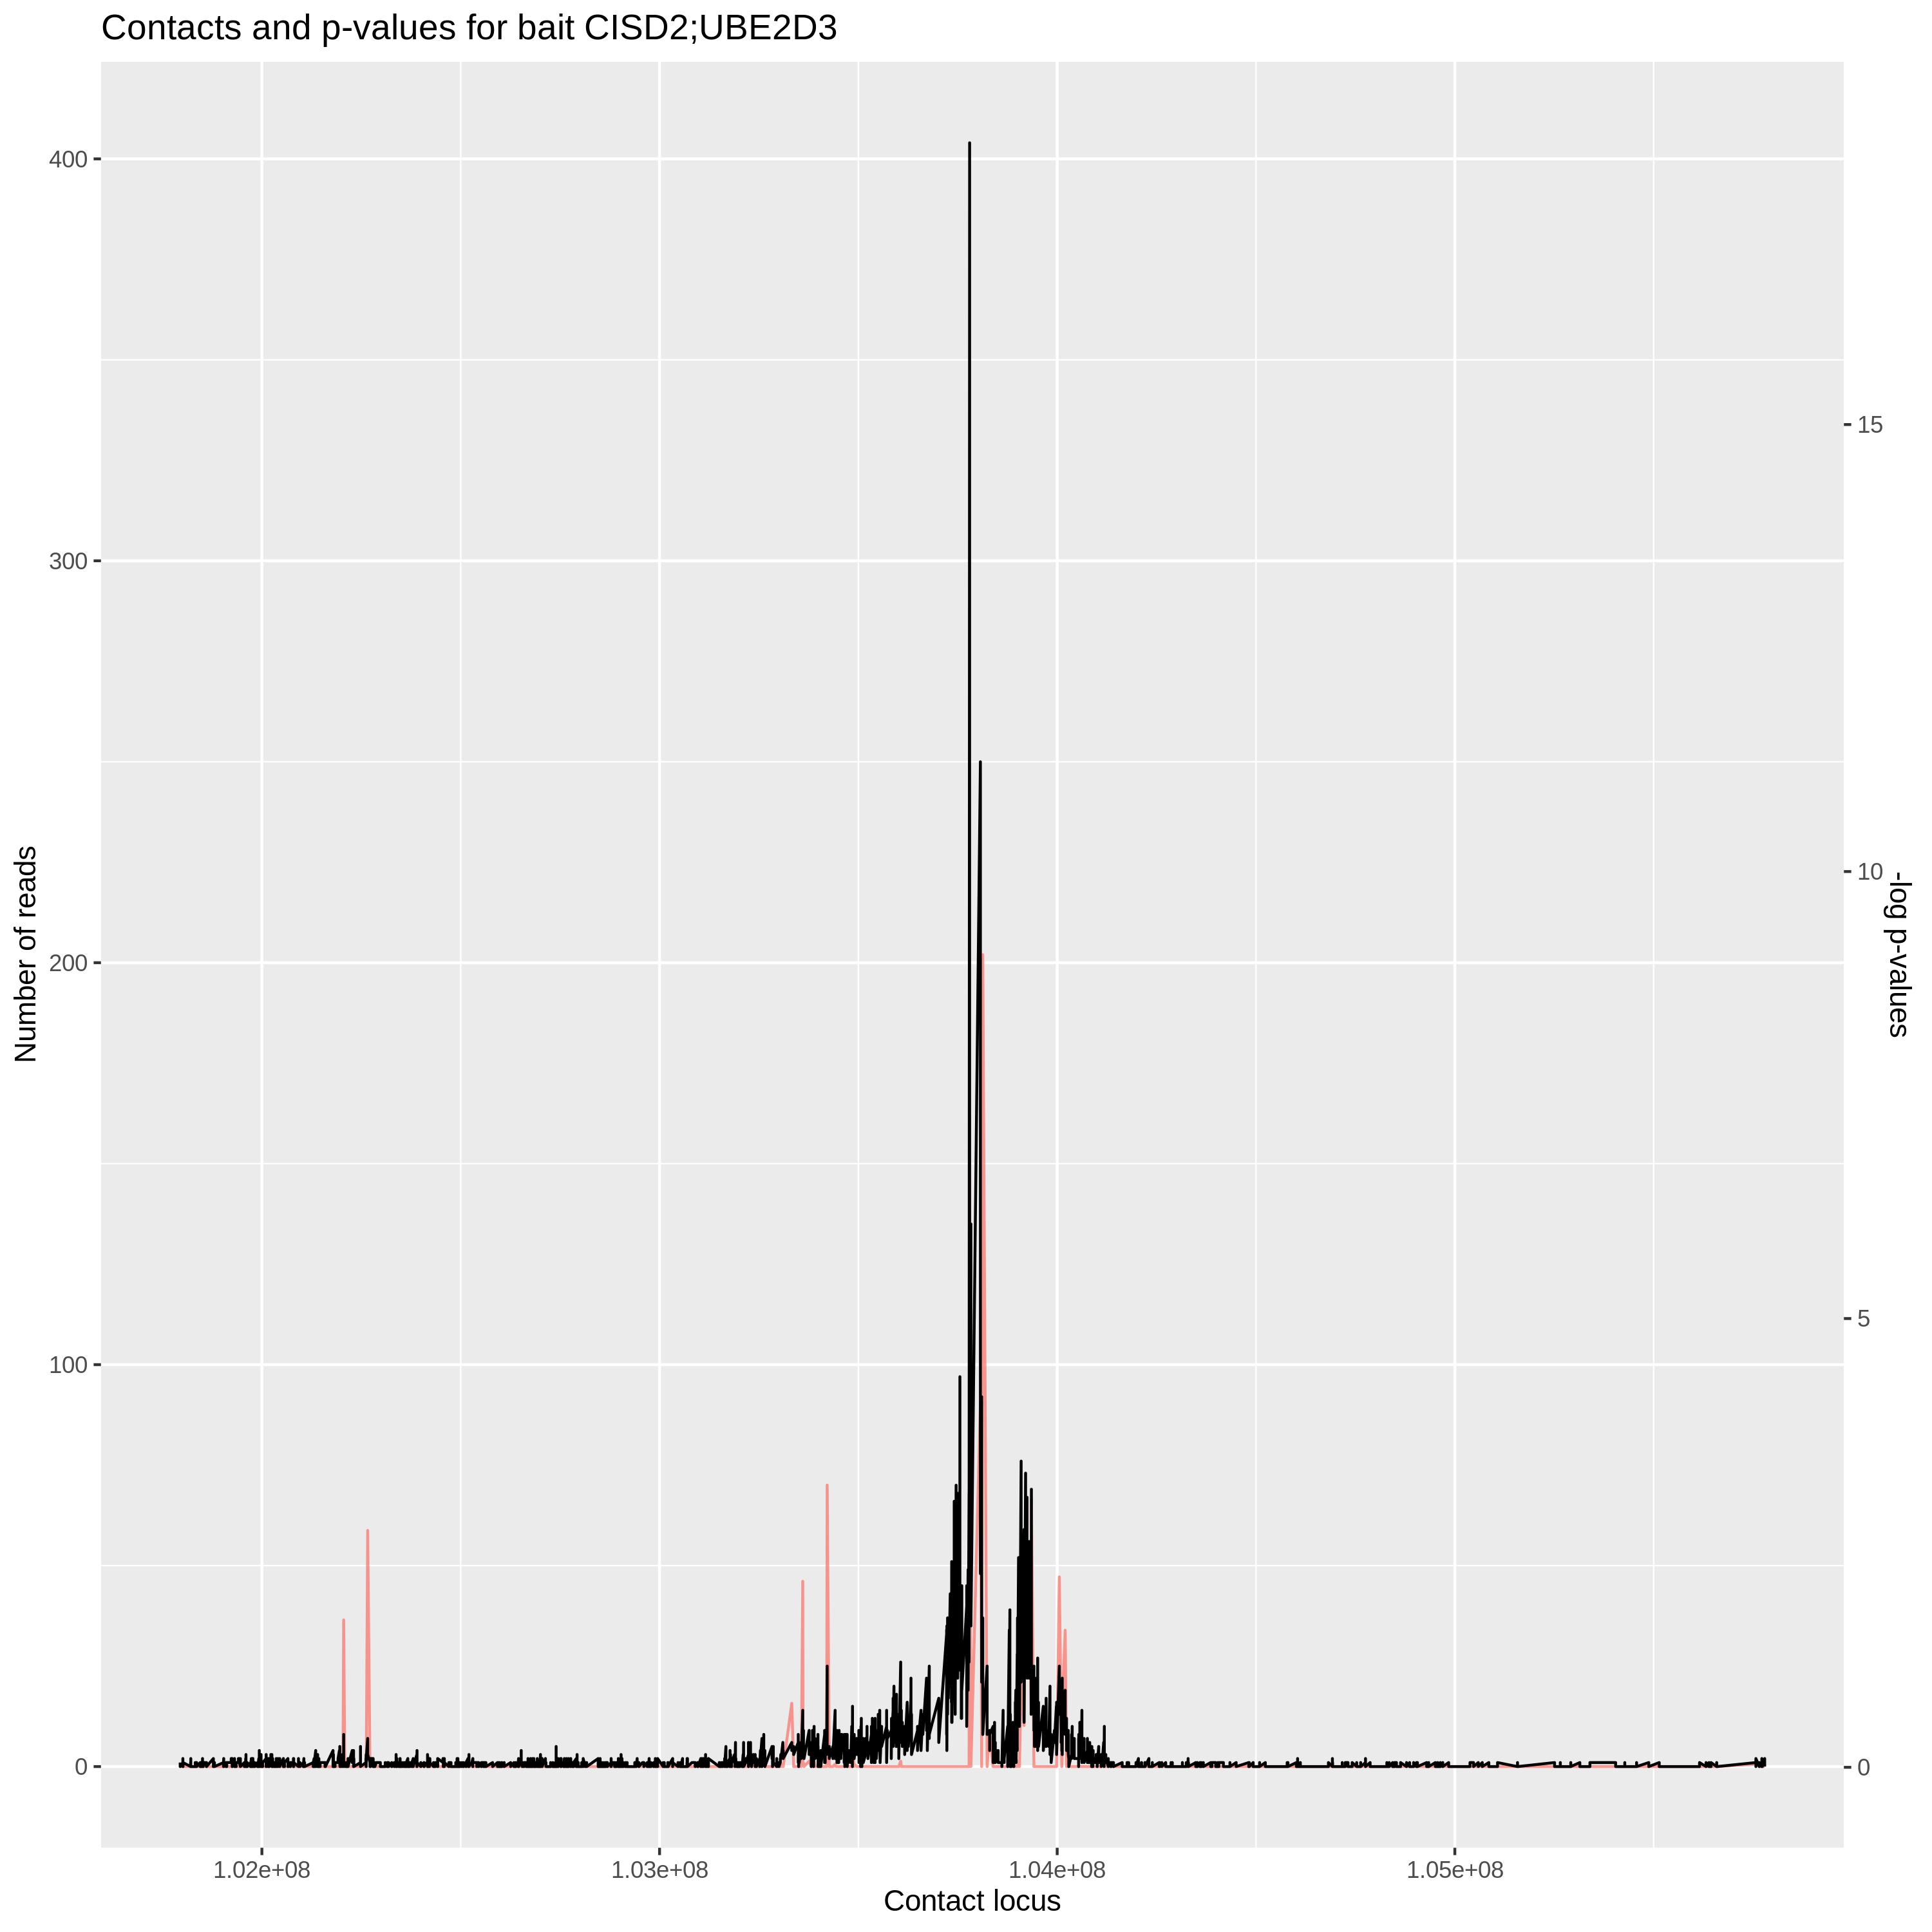 Contacts and p-values for bait CISD2;UBE2D3
400
300
200
100
0
Number of reads
15
10
5
0
-log p-values
1.02e+08 1.03e+08 1.04e+08 1.05e+08
Contact locus